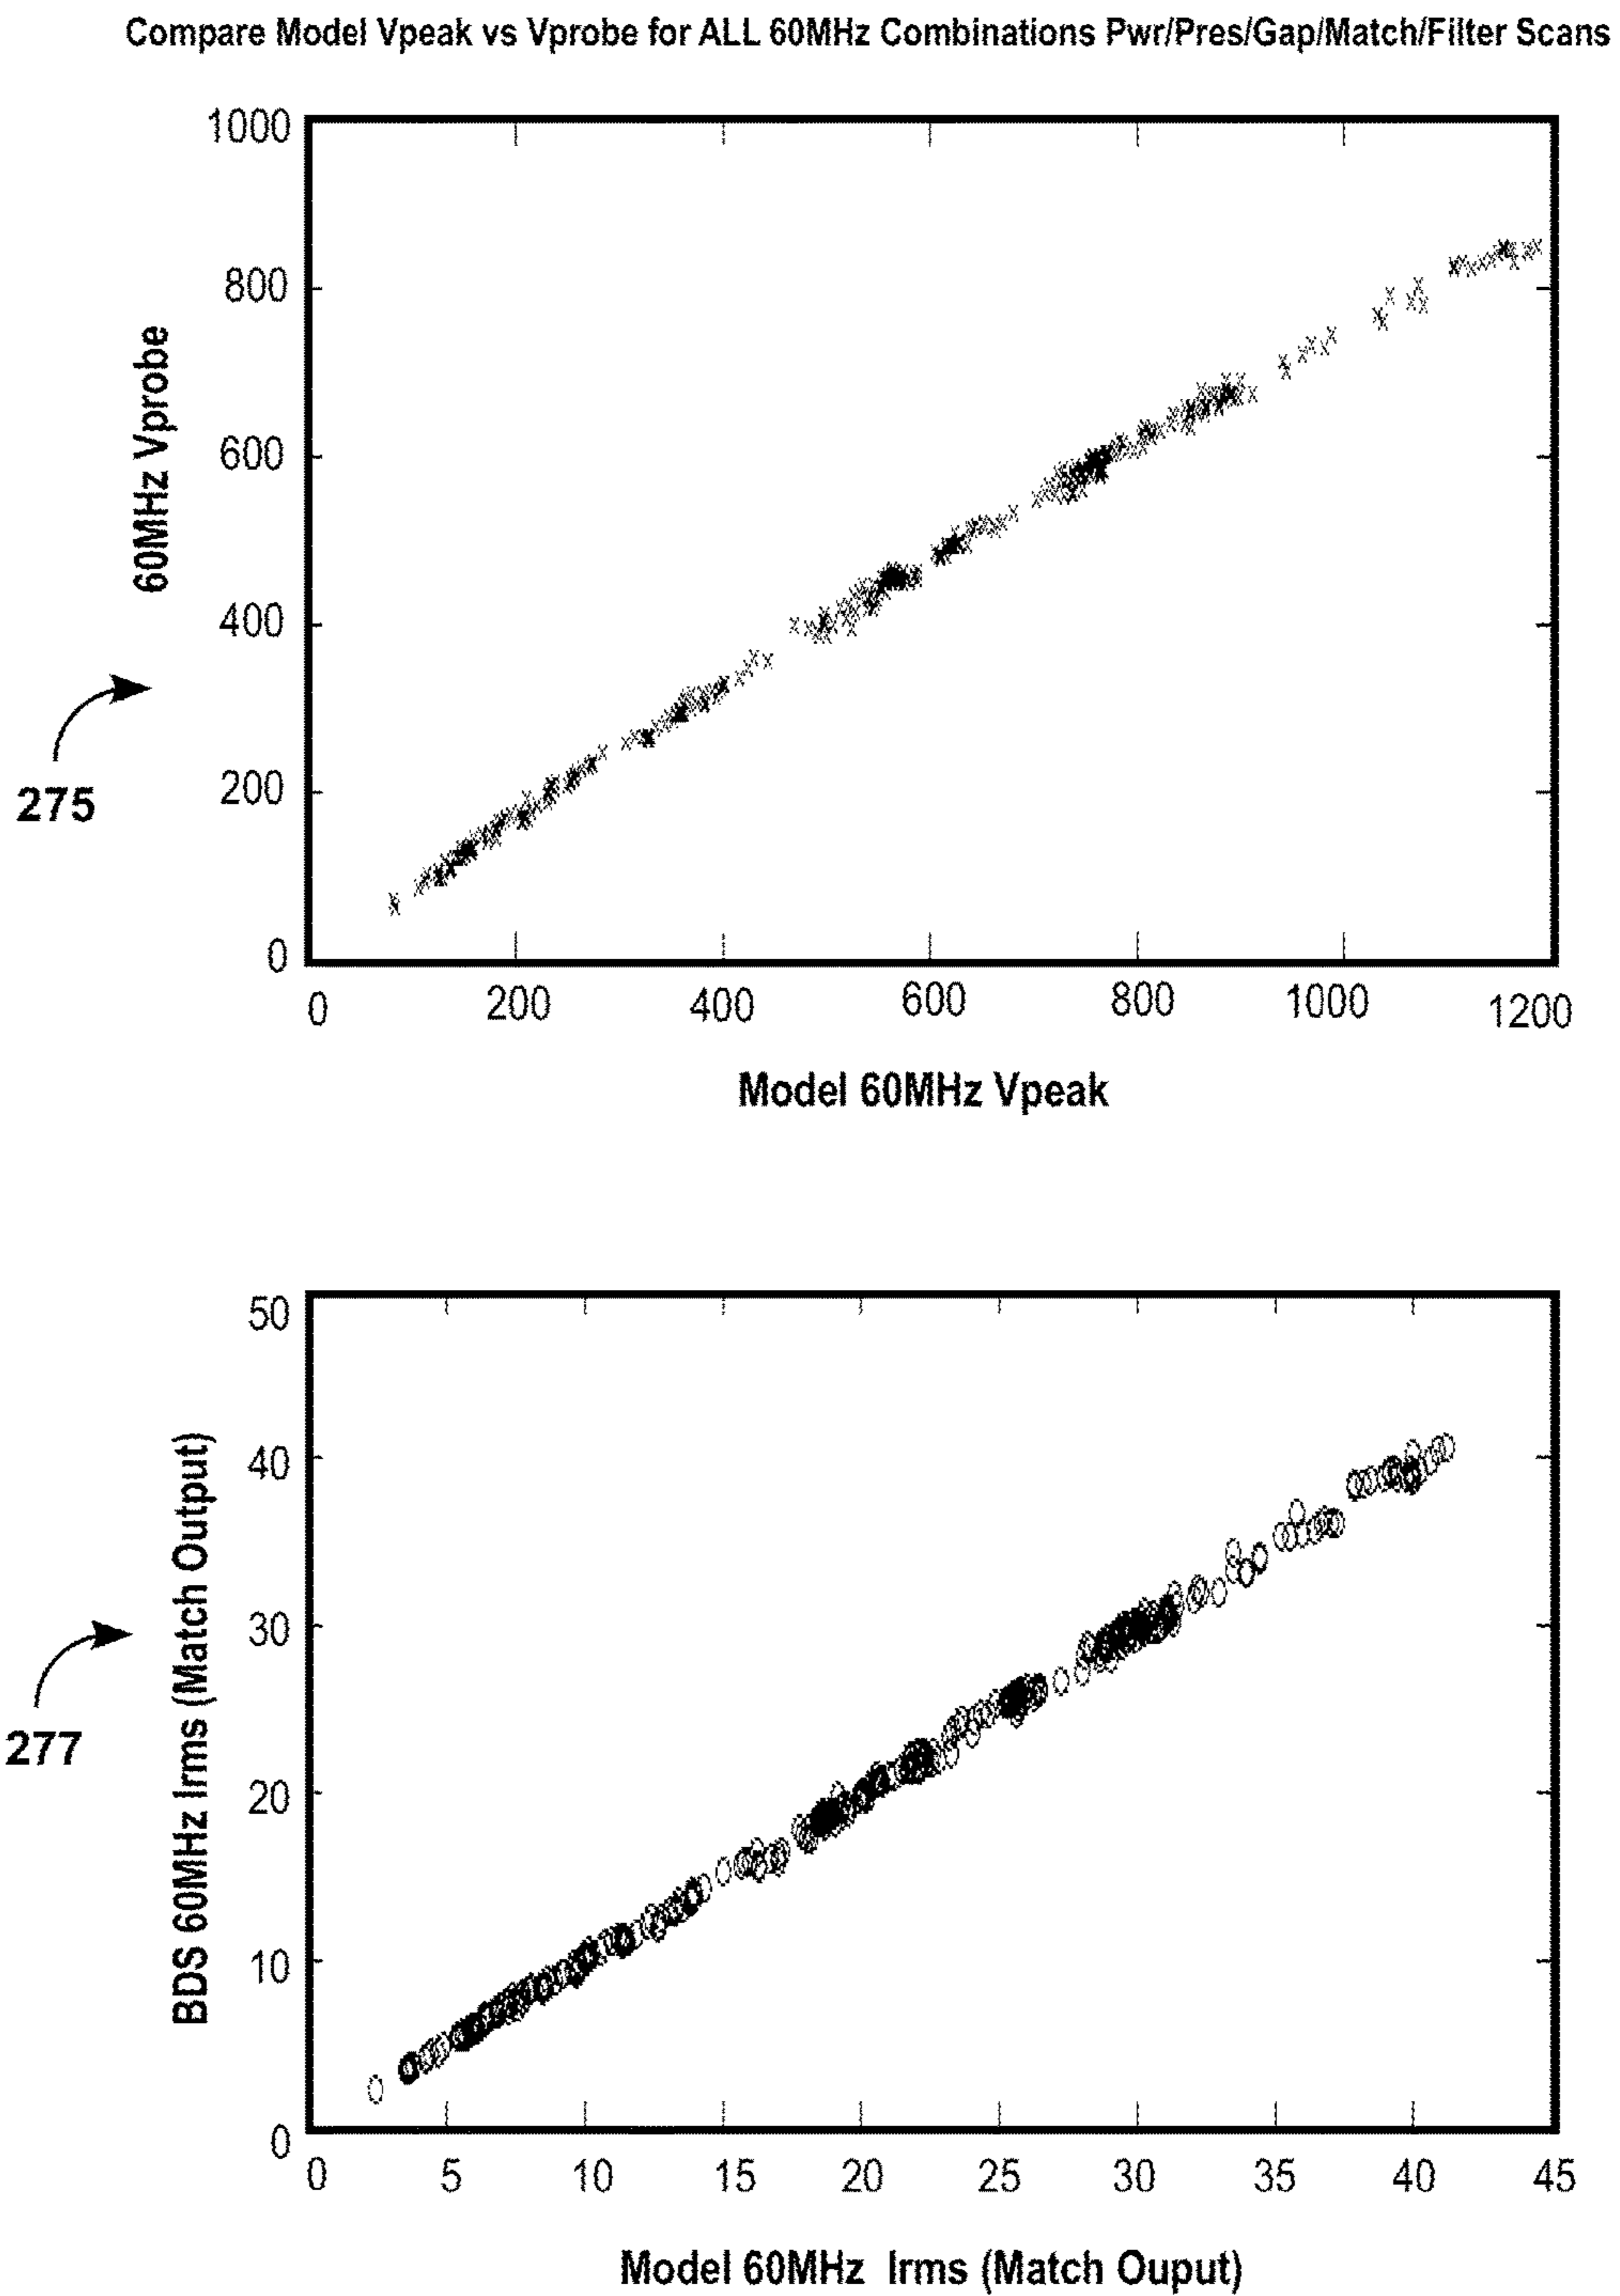 Compare Model Vpeak vs Vprobe for ALL 60MHz Combinations Pwr/Pres/Gap/Match/Filter Scans
1000
800
600
400
200
0
60MHz Vprobe
275
0 200 400 600 800 1000 1200
Model 60MHz Vpeak
50
40
30
20
10
0
BDS 60MHz Irms (Match Output)
277
0 5 10 15 20 25 30 35 40 45
Model 60MHz Irms (Match Ouput)